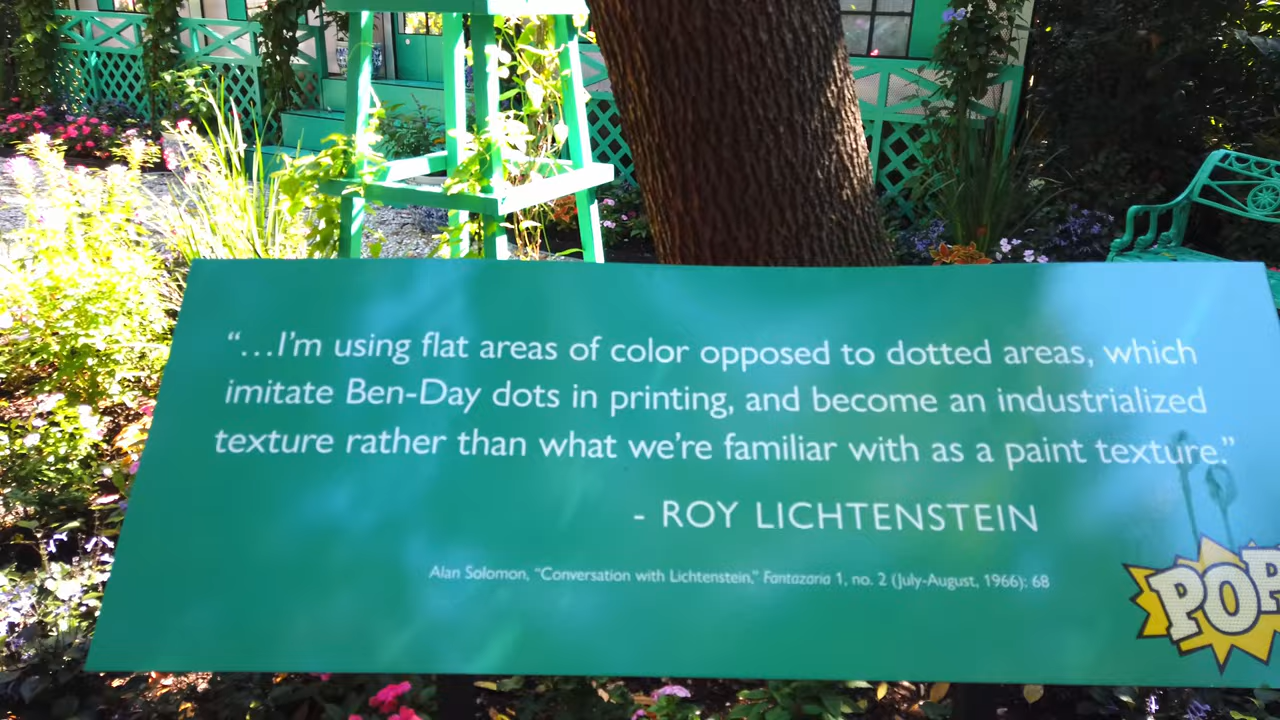 “...I’m using flat areas of color opposed to dotted areas, which
imitate Ben-Day dots in printing, and become an industrialized
texture rather than what we’re familiar with as a paint texture.”
- ROY LICHTENSTEIN
Alan Solomon, “Conversation with Lichtenstein,” Fantazaria 1, no. 2 (July-August, 1966): 68
POP